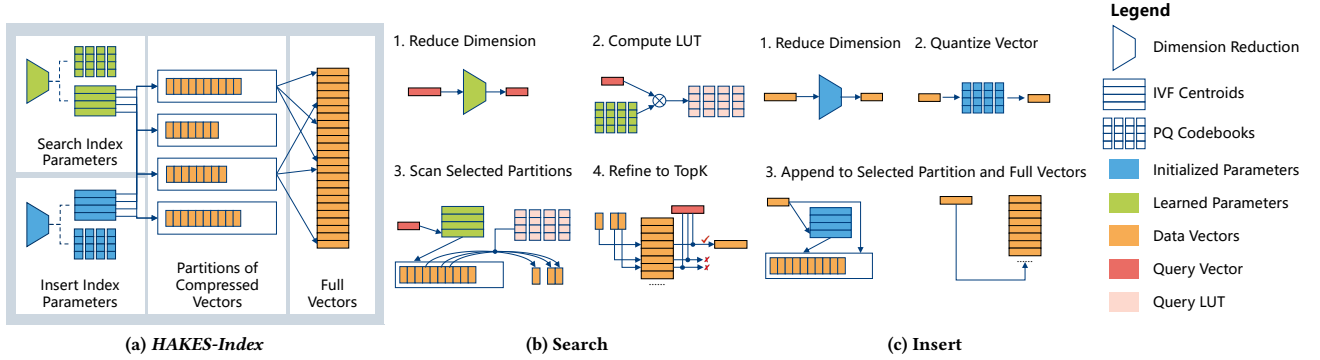 Search Index
Parameters
Insert Index
Parameters
Partitions of
Compressed
Vectors
Full
Vectors
(a) HAKES-Index
1. Reduce Dimension
2. Compute LUT
3. Scan Selected Partitions
4. Refine to TopK
......
(b) Search
1. Reduce Dimension
2. Quantize Vector
3. Append to Selected Partition and Full Vectors
......
(c) Insert
Legend
Dimension Reduction
IVF Centroids
PQ Codebooks
Initialized Parameters
Learned Parameters
Data Vectors
Query Vector
Query LUT